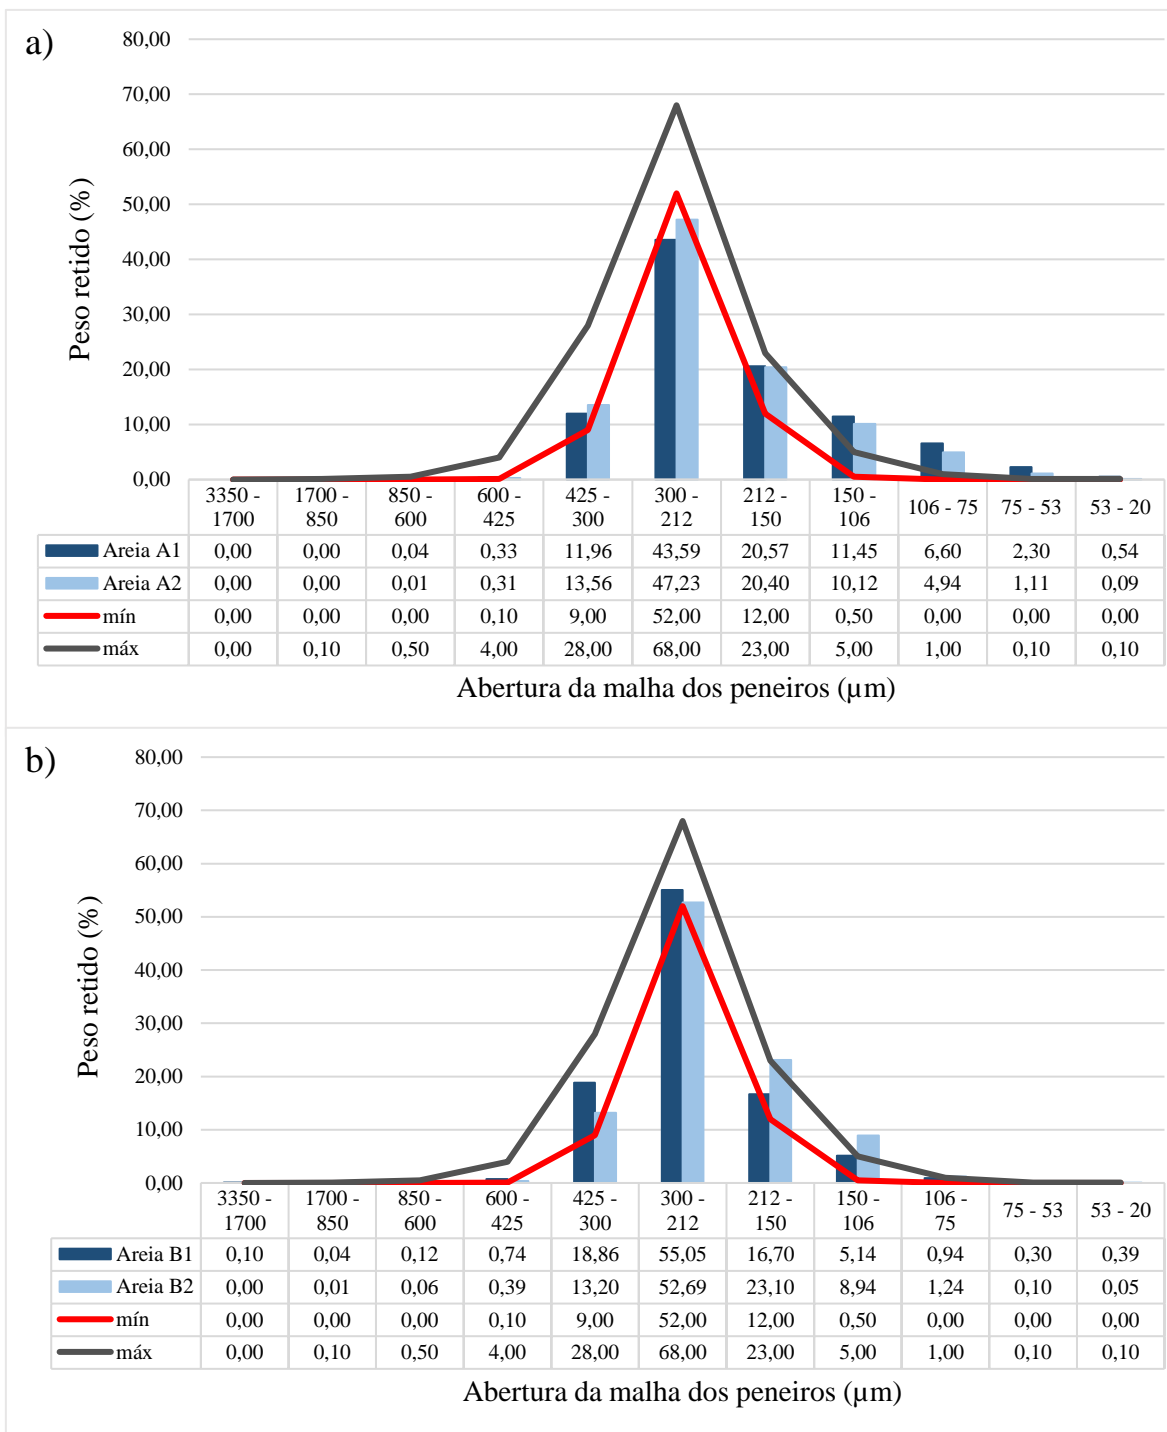 a)
80,00
70,00
60,00
50,00
40,00
30,00
20,00
10,00
0,00
Peso retido (%)
3350 - 1700 1700 - 850 850 - 600 600 - 425 425 - 300 300 - 212 212 - 150 150 - 106 106 - 75 75 - 53 53 - 20
Areia A1 0,00 0,00 0,04 0,33 11,96 43,59 20,57 11,45 6,60 2,30 0,54
Areia A2 0,00 0,00 0,01 0,31 13,56 47,23 20,40 10,12 4,94 1,11 0,09
mín 0,00 0,00 0,00 0,10 9,00 52,00 12,00 0,50 0,00 0,00 0,00
máx 0,00 0,10 0,50 4,00 28,00 68,00 23,00 5,00 1,00 0,10 0,10
Abertura da malha dos peneiros (µm)
b)
80,00
70,00
60,00
50,00
40,00
30,00
20,00
10,00
0,00
Peso retido (%)
3350 - 1700 1700 - 850 850 - 600 600 - 425 425 - 300 300 - 212 212 - 150 150 - 106 106 - 75 75 - 53 53 - 20
Areia B1 0,10 0,04 0,12 0,74 18,86 55,05 16,70 5,14 0,94 0,30 0,39
Areia B2 0,00 0,01 0,06 0,39 13,20 52,69 23,10 8,94 1,24 0,10 0,05
mín 0,00 0,00 0,00 0,10 9,00 52,00 12,00 0,50 0,00 0,00 0,00
máx 0,00 0,10 0,50 4,00 28,00 68,00 23,00 5,00 1,00 0,10 0,10
Abertura da malha dos peneiros (µm)